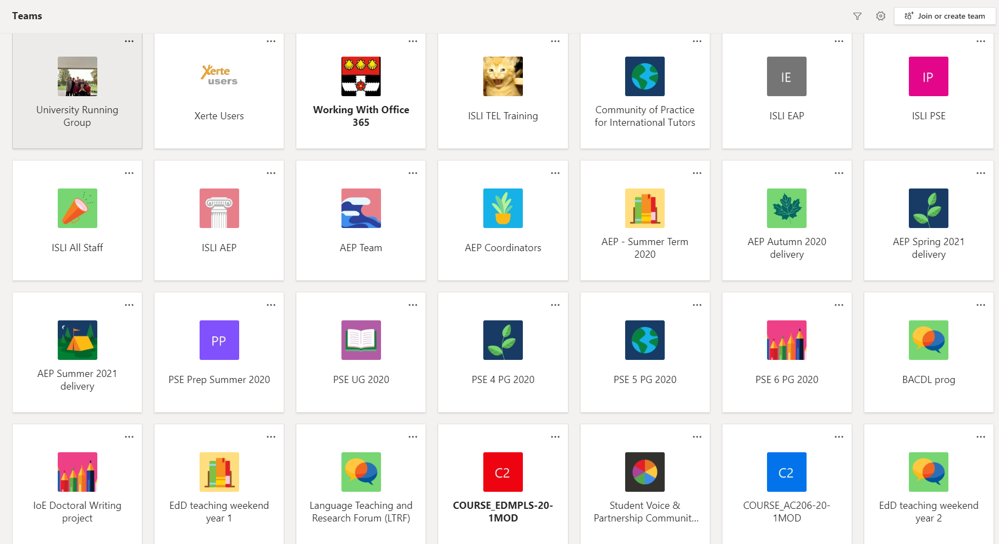 Teams
Join or create team
University Running
Group
Xerte
users
Xerte Users
Working With Office
365
ISLI TEL Training
Community of Practice
for International Tutors
IE
ISLI EAP
IP
ISLI PSE
ISLI All Staff
ISLI AEP
AEP Team
AEP Coordinators
AEP - Summer Term
2020
AEP Autumn 2020
delivery
AEP Spring 2021
delivery
AEP Summer 2021
delivery
PP
PSE Prep Summer 2020
PSE UG 2020
PSE 4 PG 2020
PSE 5 PG 2020
PSE 6 PG 2020
BACDL prog
IoE Doctoral Writing
project
EdD teaching weekend
year 1
Language Teaching and
Research Forum (LTRF)
C2
COURSE_EDMPLS-20-
1MOD
Student Voice &
Partnership Communit...
C2
COURSE_AC206-20-
1MOD
EdD teaching weekend
year 2